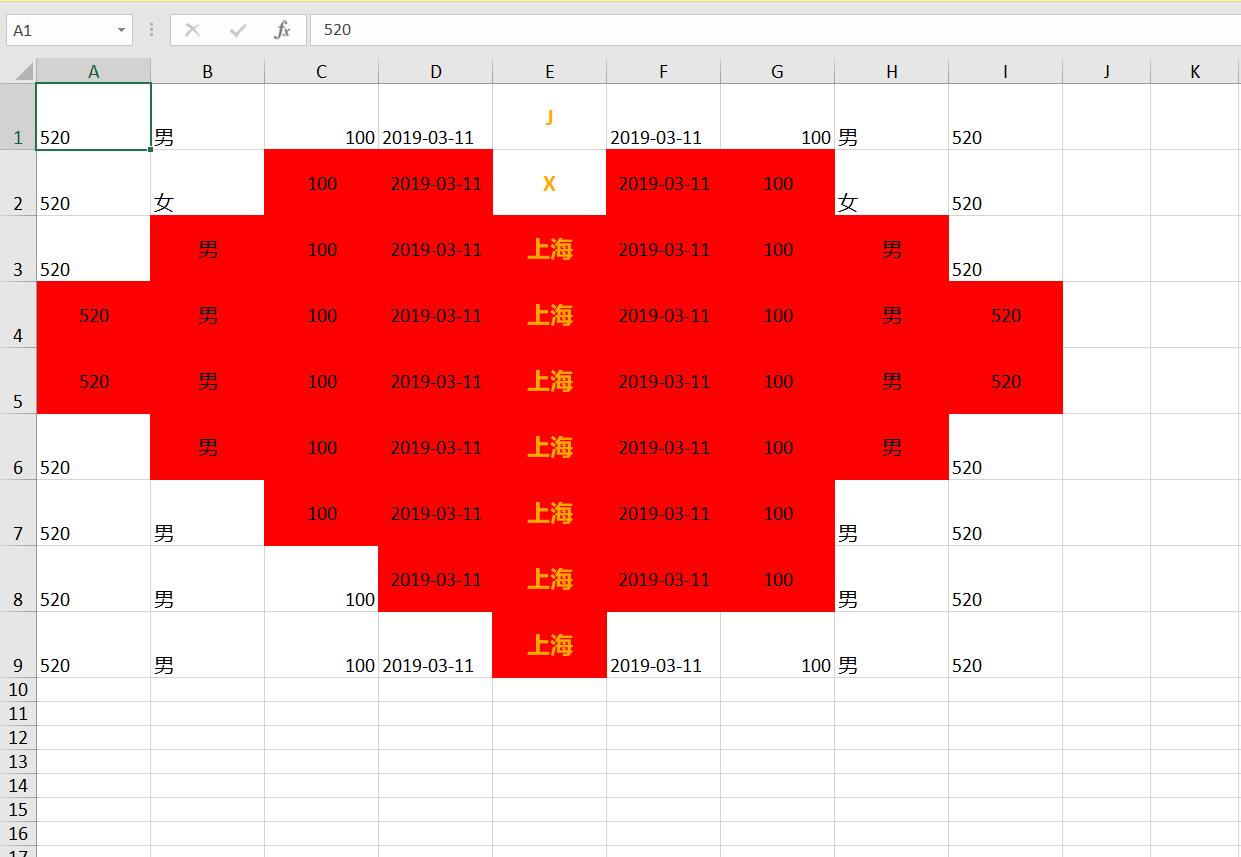 A1 fx 520
A B C D E F G H I J K
1 520 男 100 2019-03-11 J 2019-03-11 100 男 520
2 520 女 100 2019-03-11 X 2019-03-11 100 女 520
3 520 男 100 2019-03-11 上海 2019-03-11 100 男 520
4 520 男 100 2019-03-11 上海 2019-03-11 100 男 520
5 520 男 100 2019-03-11 上海 2019-03-11 100 男 520
6 520 男 100 2019-03-11 上海 2019-03-11 100 男 520
7 520 男 100 2019-03-11 上海 2019-03-11 100 男 520
8 520 男 100 2019-03-11 上海 2019-03-11 100 男 520
9 520 男 100 2019-03-11 上海 2019-03-11 100 男 520
10
11
12
13
14
15
16
17